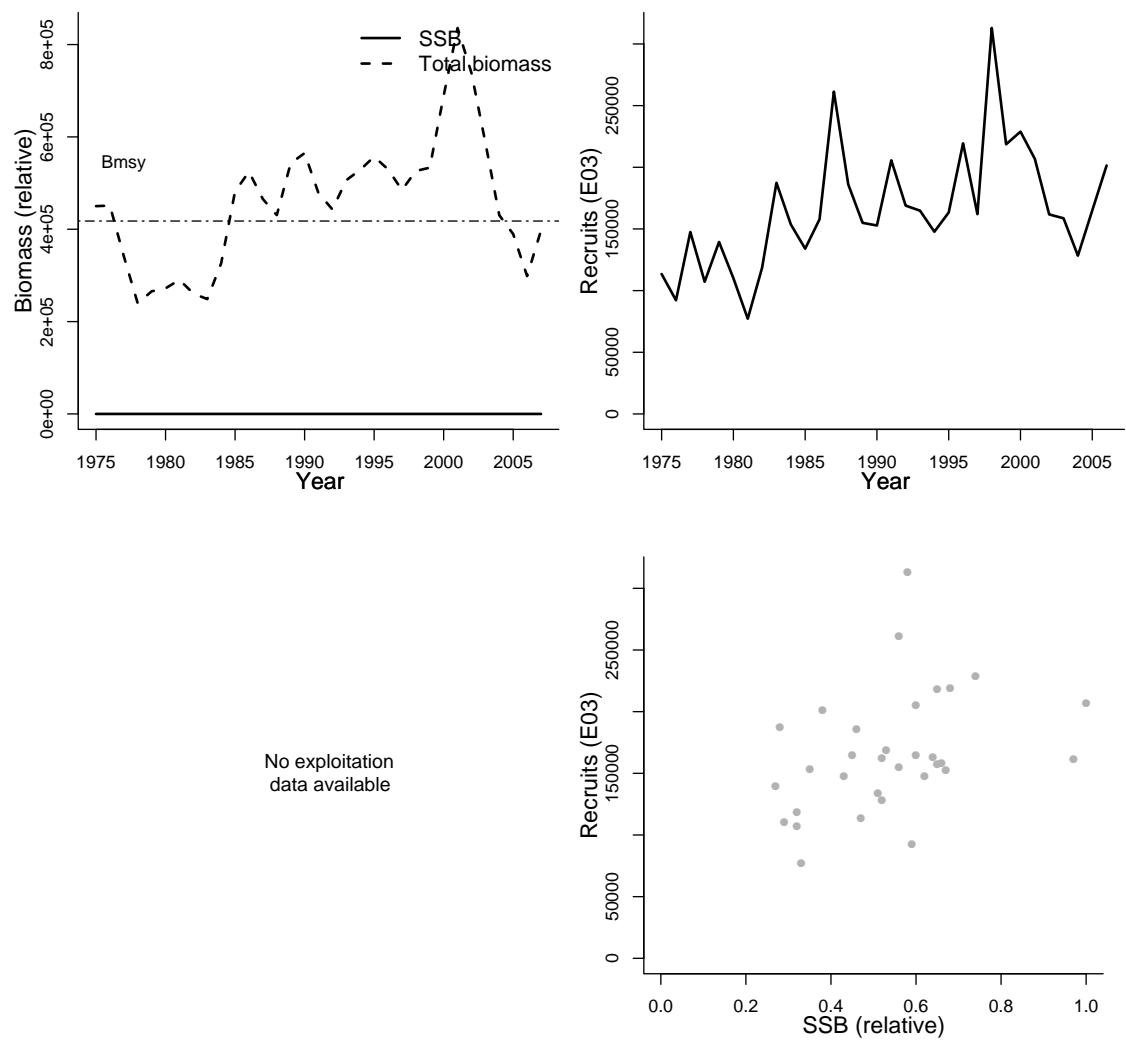 SSB
Total biomass
Bmsy
Biomass (relative)
0e+00
2e+05
4e+05
6e+05
8e+05
1975
1980
1985
1990
1995
2000
2005
Year
Recruits (E03)
0
50000
150000
250000
1975
1980
1985
1990
1995
2000
2005
Year
No exploitation
data available
Recruits (E03)
0
50000
150000
250000
0.0
0.2
0.4
0.6
0.8
1.0
SSB (relative)